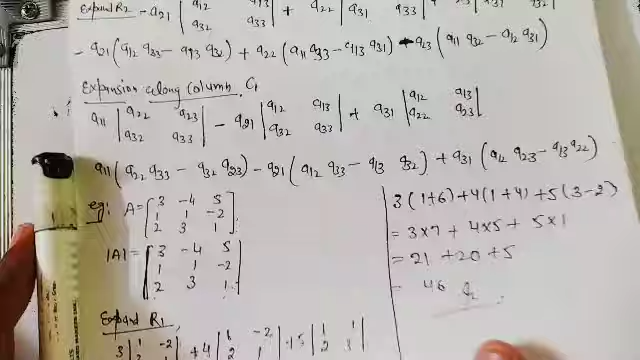 Expand R2 - a21 | a32 a33 | + a22 | a31 a33 |
- a21 ( a12 a33 - a13 a32 ) + a22 ( a11 a33 - a13 a31 ) - a23 ( a11 a32 - a12 a31 )
Expansion along column C1
a11 | a22 a23 | - a21 | a12 a13 | + a31 | a12 a13 |
| a32 a33 | | a32 a33 | | a22 a23 |
a11 ( a22 a33 - a32 a23 ) - a21 ( a12 a33 - a13 a32 ) + a31 ( a12 a23 - a13 a22 )
eg: A = [ 3 -4 5
1 1 -2
2 3 1 ]
|A| = [ 3 -4 5
1 1 -2
2 3 1
Expand R1,
3 | 1 -2 | + 4 | 1 -2 | + 5 | 1 1 |
2 2 3
3 ( 1+6 ) + 4 ( 1+4 ) + 5 ( 3-2 )
= 3×7 + 4×5 + 5×1
= 21 + 20 + 5
= 46